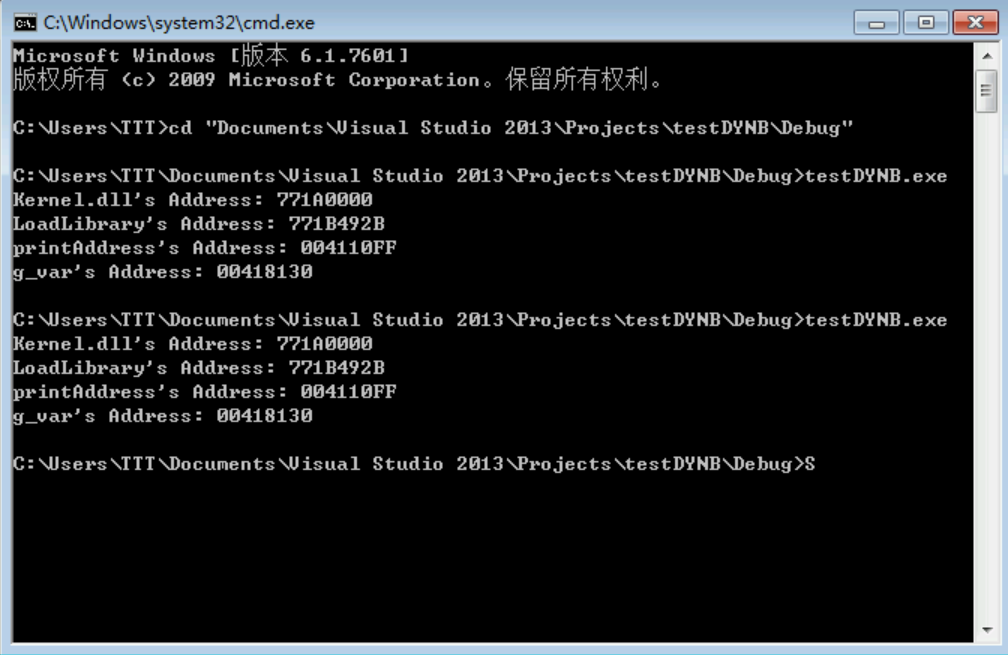 C:\Windows\system32\cmd.exe
Microsoft Windows [版本 6.1.7601]
版权所有 (c) 2009 Microsoft Corporation。保留所有权利。
C:\Users\TTT>cd "Documents\Visual Studio 2013\Projects\testDYNB\Debug"
C:\Users\TTT\Documents\Visual Studio 2013\Projects\testDYNB\Debug>testDYNB.exe
Kernel.dll's Address: 771A0000
LoadLibrary's Address: 771B492B
printAddress's Address: 004110FF
g_var's Address: 00418130
C:\Users\TTT\Documents\Visual Studio 2013\Projects\testDYNB\Debug>testDYNB.exe
Kernel.dll's Address: 771A0000
LoadLibrary's Address: 771B492B
printAddress's Address: 004110FF
g_var's Address: 00418130
C:\Users\TTT\Documents\Visual Studio 2013\Projects\testDYNB\Debug>S